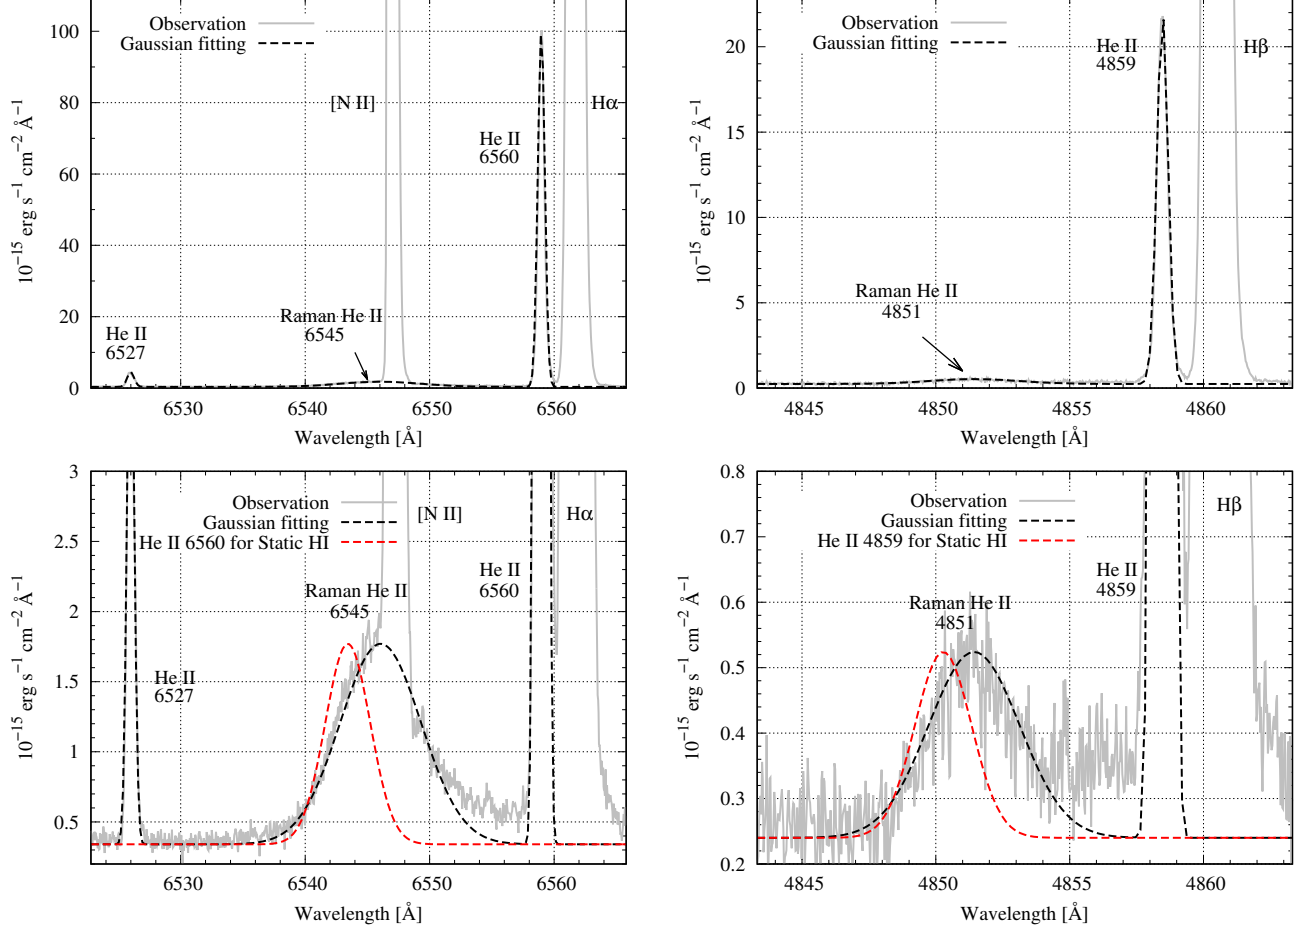 Observation
Gaussian fitting
[N II]
Hα
He II
6560
Raman He II
6545
He II
6527
0
20
40
60
80
100
6530
6540
6550
6560
Wavelength [Å]
10⁻¹⁵ erg s⁻¹ cm⁻² Å⁻¹
Observation
Gaussian fitting
He II
4859
Hβ
Raman He II
4851
0
5
10
15
20
4845
4850
4855
4860
Wavelength [Å]
10⁻¹⁵ erg s⁻¹ cm⁻² Å⁻¹
Observation
Gaussian fitting
He II 6560 for Static HI
[N II]
Hα
He II
6560
Raman He II
6545
He II
6527
0.5
1
1.5
2
2.5
3
6530
6540
6550
6560
Wavelength [Å]
10⁻¹⁵ erg s⁻¹ cm⁻² Å⁻¹
Observation
Gaussian fitting
He II 4859 for Static HI
Hβ
He II
4859
Raman He II
4851
0.2
0.3
0.4
0.5
0.6
0.7
0.8
4845
4850
4855
4860
Wavelength [Å]
10⁻¹⁵ erg s⁻¹ cm⁻² Å⁻¹